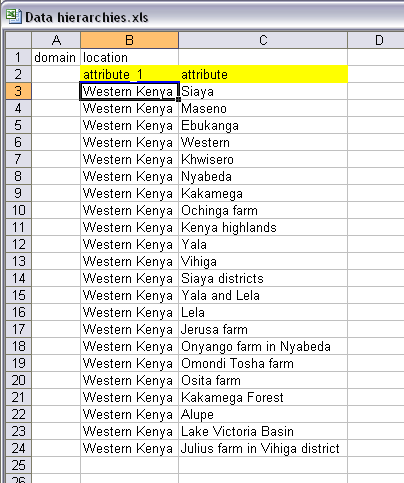 Data hierarchies.xls
A B C D
1 domain location
2 attribute_1 attribute
3 Western Kenya Siaya
4 Western Kenya Maseno
5 Western Kenya Ebukanga
6 Western Kenya Western
7 Western Kenya Khwisero
8 Western Kenya Nyabeda
9 Western Kenya Kakamega
10 Western Kenya Ochinga farm
11 Western Kenya Kenya highlands
12 Western Kenya Yala
13 Western Kenya Vihiga
14 Western Kenya Siaya districts
15 Western Kenya Yala and Lela
16 Western Kenya Lela
17 Western Kenya Jerusa farm
18 Western Kenya Onyango farm in Nyabeda
19 Western Kenya Omondi Tosha farm
20 Western Kenya Osita farm
21 Western Kenya Kakamega Forest
22 Western Kenya Alupe
23 Western Kenya Lake Victoria Basin
24 Western Kenya Julius farm in Vihiga district
25
26